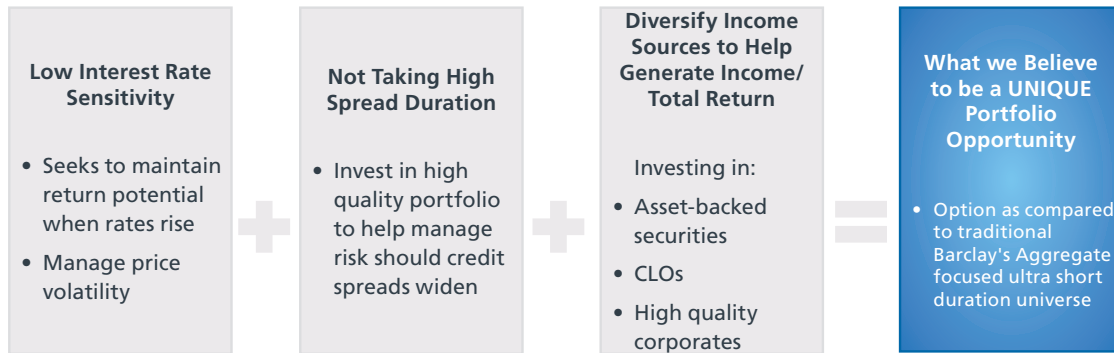 Low Interest Rate
Sensitivity
• Seeks to maintain
return potential
when rates rise
• Manage price
volatility
+
Not Taking High
Spread Duration
• Invest in high
quality portfolio
to help manage
risk should credit
spreads widen
+
Diversify Income
Sources to Help
Generate Income/
Total Return
Investing in:
• Asset-backed
securities
• CLOs
• High quality
corporates
=
What we Believe
to be a UNIQUE
Portfolio
Opportunity
• Option as compared
to traditional
Barclay's Aggregate
focused ultra short
duration universe